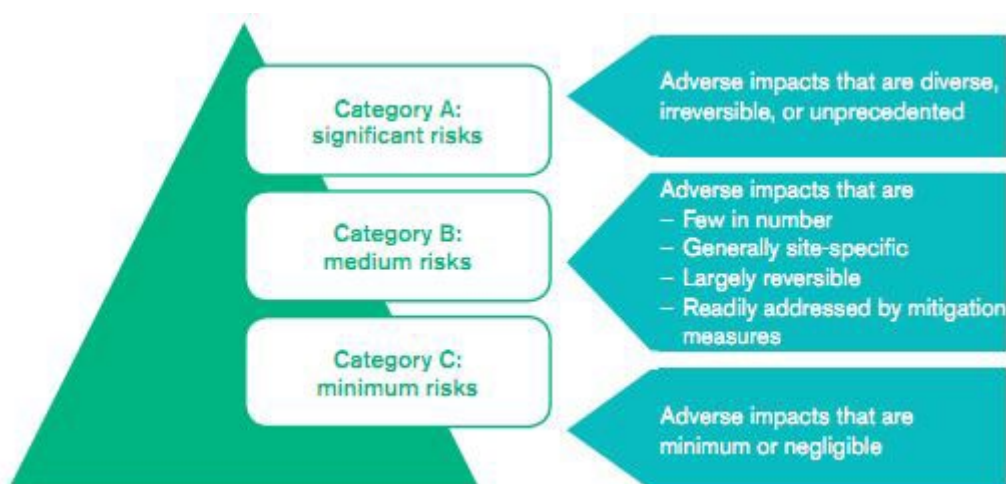 Category A:
significant risks
Adverse impacts that are diverse,
irreversible, or unprecedented
Category B:
medium risks
Adverse impacts that are
– Few in number
– Generally site-specific
– Largely reversible
– Readily addressed by mitigation
measures
Category C:
minimum risks
Adverse impacts that are
minimum or negligible